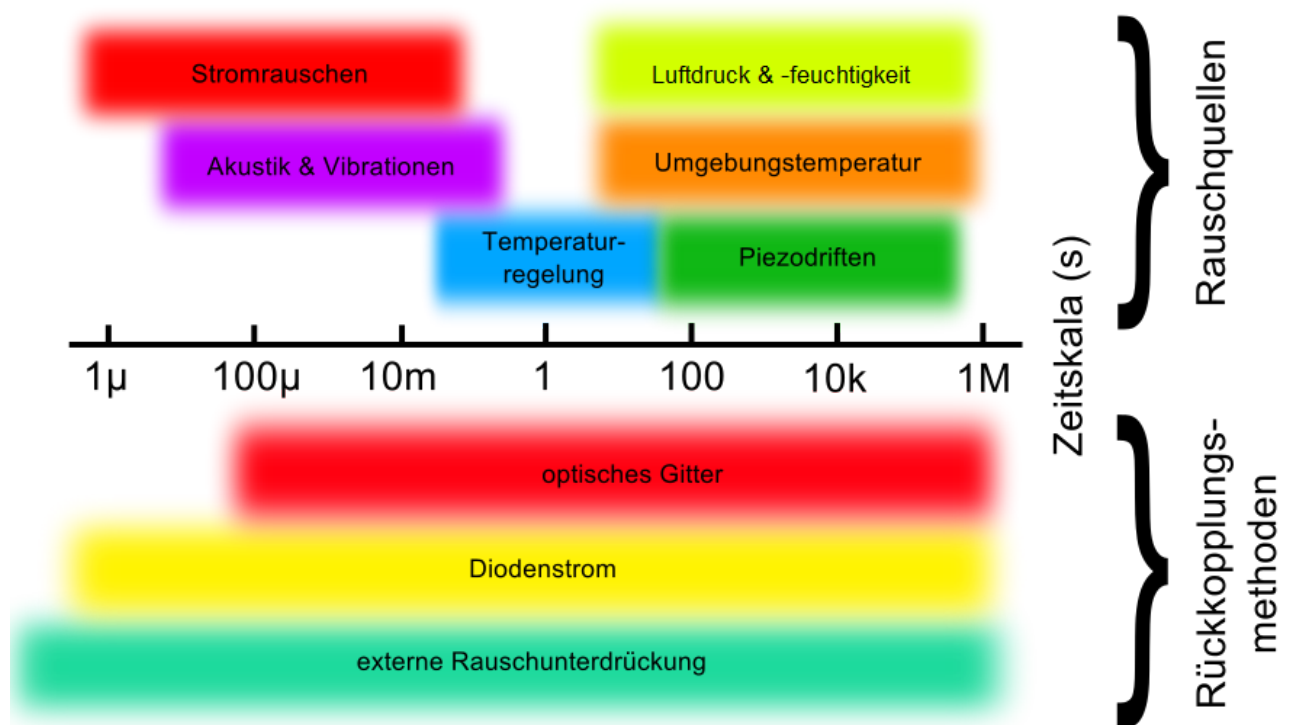 Stromrauschen
Luftdruck & -feuchtigkeit
Akustik & Vibrationen
Umgebungstemperatur
Temperatur-
regelung
Piezodriften
1µ
100µ
10m
1
100
10k
1M
Zeitskala (s)
Rauschquellen
optisches Gitter
Diodenstrom
externe Rauschunterdrückung
Rückkopplungs-
methoden